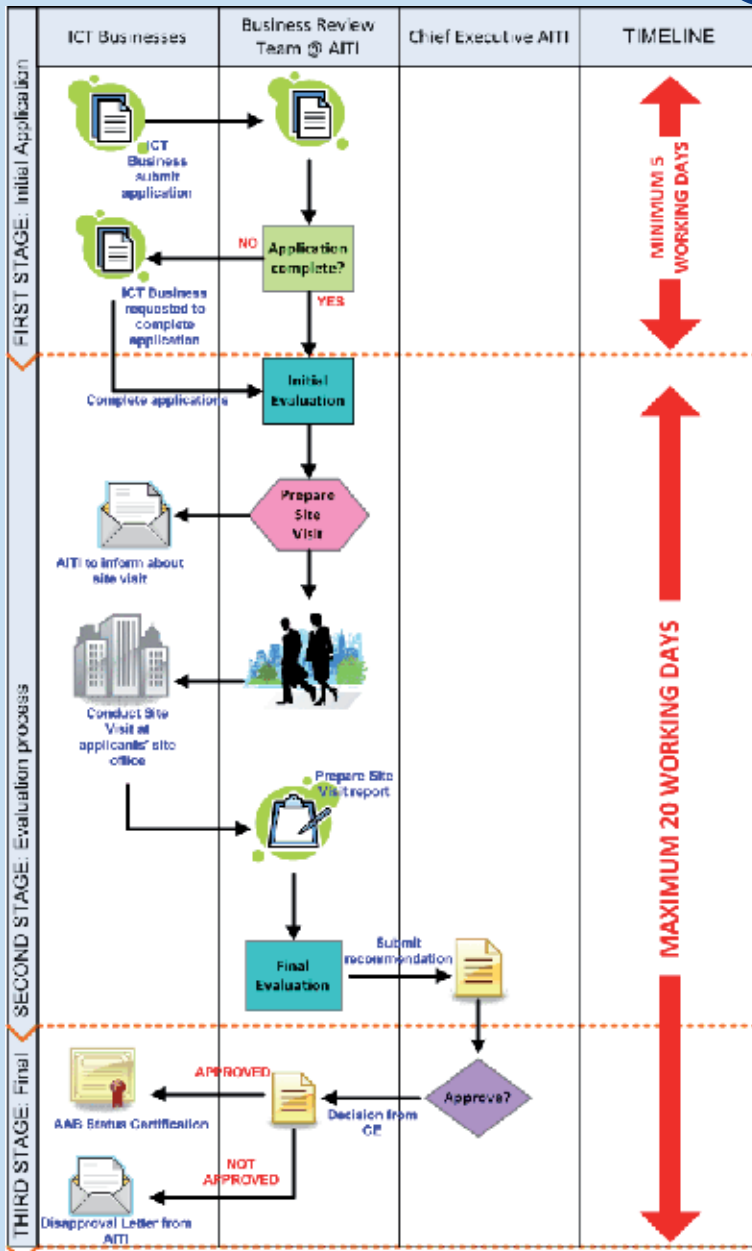 ICT Businesses
Business Review
Team @ AITI
Chief Executive AITI
TIMELINE
FIRST STAGE: Initial Application
ICT
Business
submit
application
MINIMUM 5
WORKING DAYS
NO
Application
complete?
YES
ICT Business
requested to
complete
application
SECOND STAGE: Evaluation process
Complete applications
Initial
Evaluation
Prepare
Site
Visit
AITI to inform about
site visit
Conduct Site
Visit at
applicants' site
office
Prepare Site
Visit report
MAXIMUM 20 WORKING DAYS
Final
Evaluation
Submit
recommendation
THIRD STAGE: Final
APPROVED
Approve?
AAB Status Certification
Decision from
CE
NOT
APPROVED
Disapproval Letter from
AITI